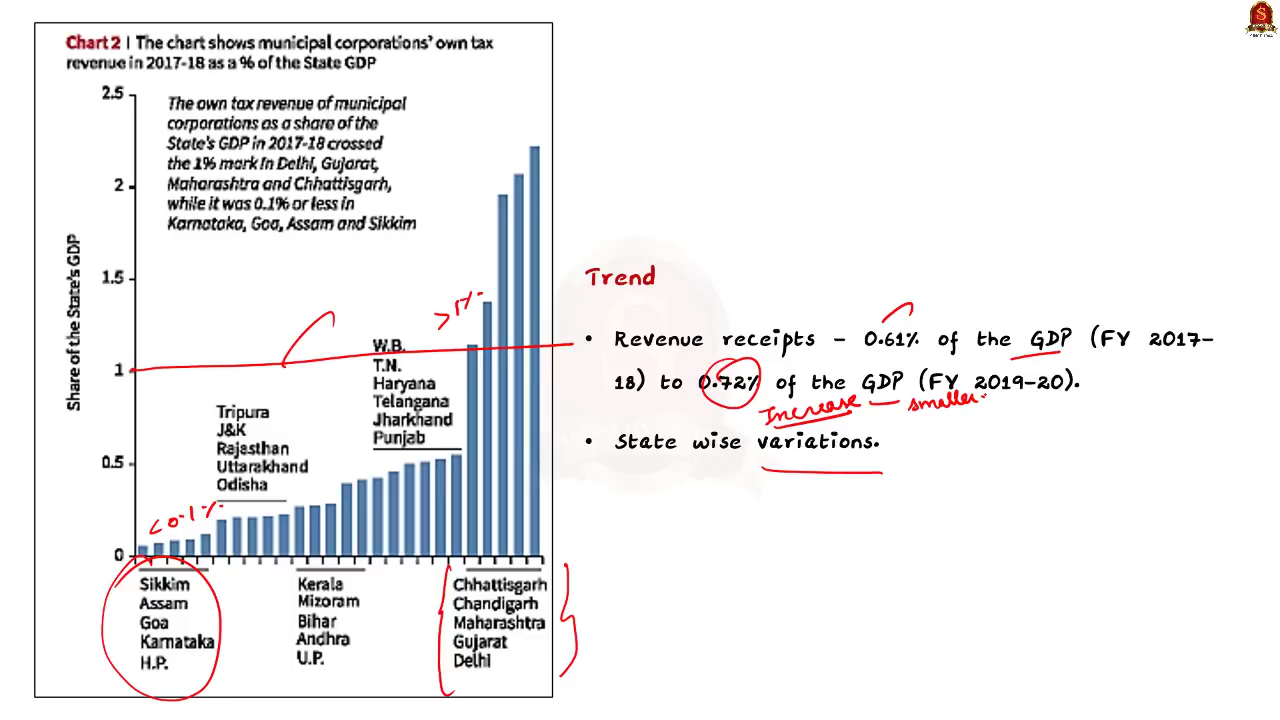 Chart 2 | The chart shows municipal corporations' own tax
revenue in 2017-18 as a % of the State GDP
2.5
2
1.5
1
0.5
0
Share of the State's GDP
The own tax revenue of municipal
corporations as a share of the
State's GDP in 2017-18 crossed
the 1% mark in Delhi, Gujarat,
Maharashtra and Chhattisgarh,
while it was 0.1% or less in
Karnataka, Goa, Assam and Sikkim
> 1%
W.B.
T.N.
Haryana
Telangana
Jharkhand
Punjab
Tripura
J&K
Rajasthan
Uttarakhand
Odisha
< 0.1%
Sikkim
Assam
Goa
Karnataka
H.P.
Kerala
Mizoram
Bihar
Andhra
U.P.
Chhattisgarh
Chandigarh
Maharashtra
Gujarat
Delhi
Trend
• Revenue receipts – 0.61% of the GDP (FY 2017-
18) to 0.72% of the GDP (FY 2019-20).
Increase — smaller.
• State wise variations.